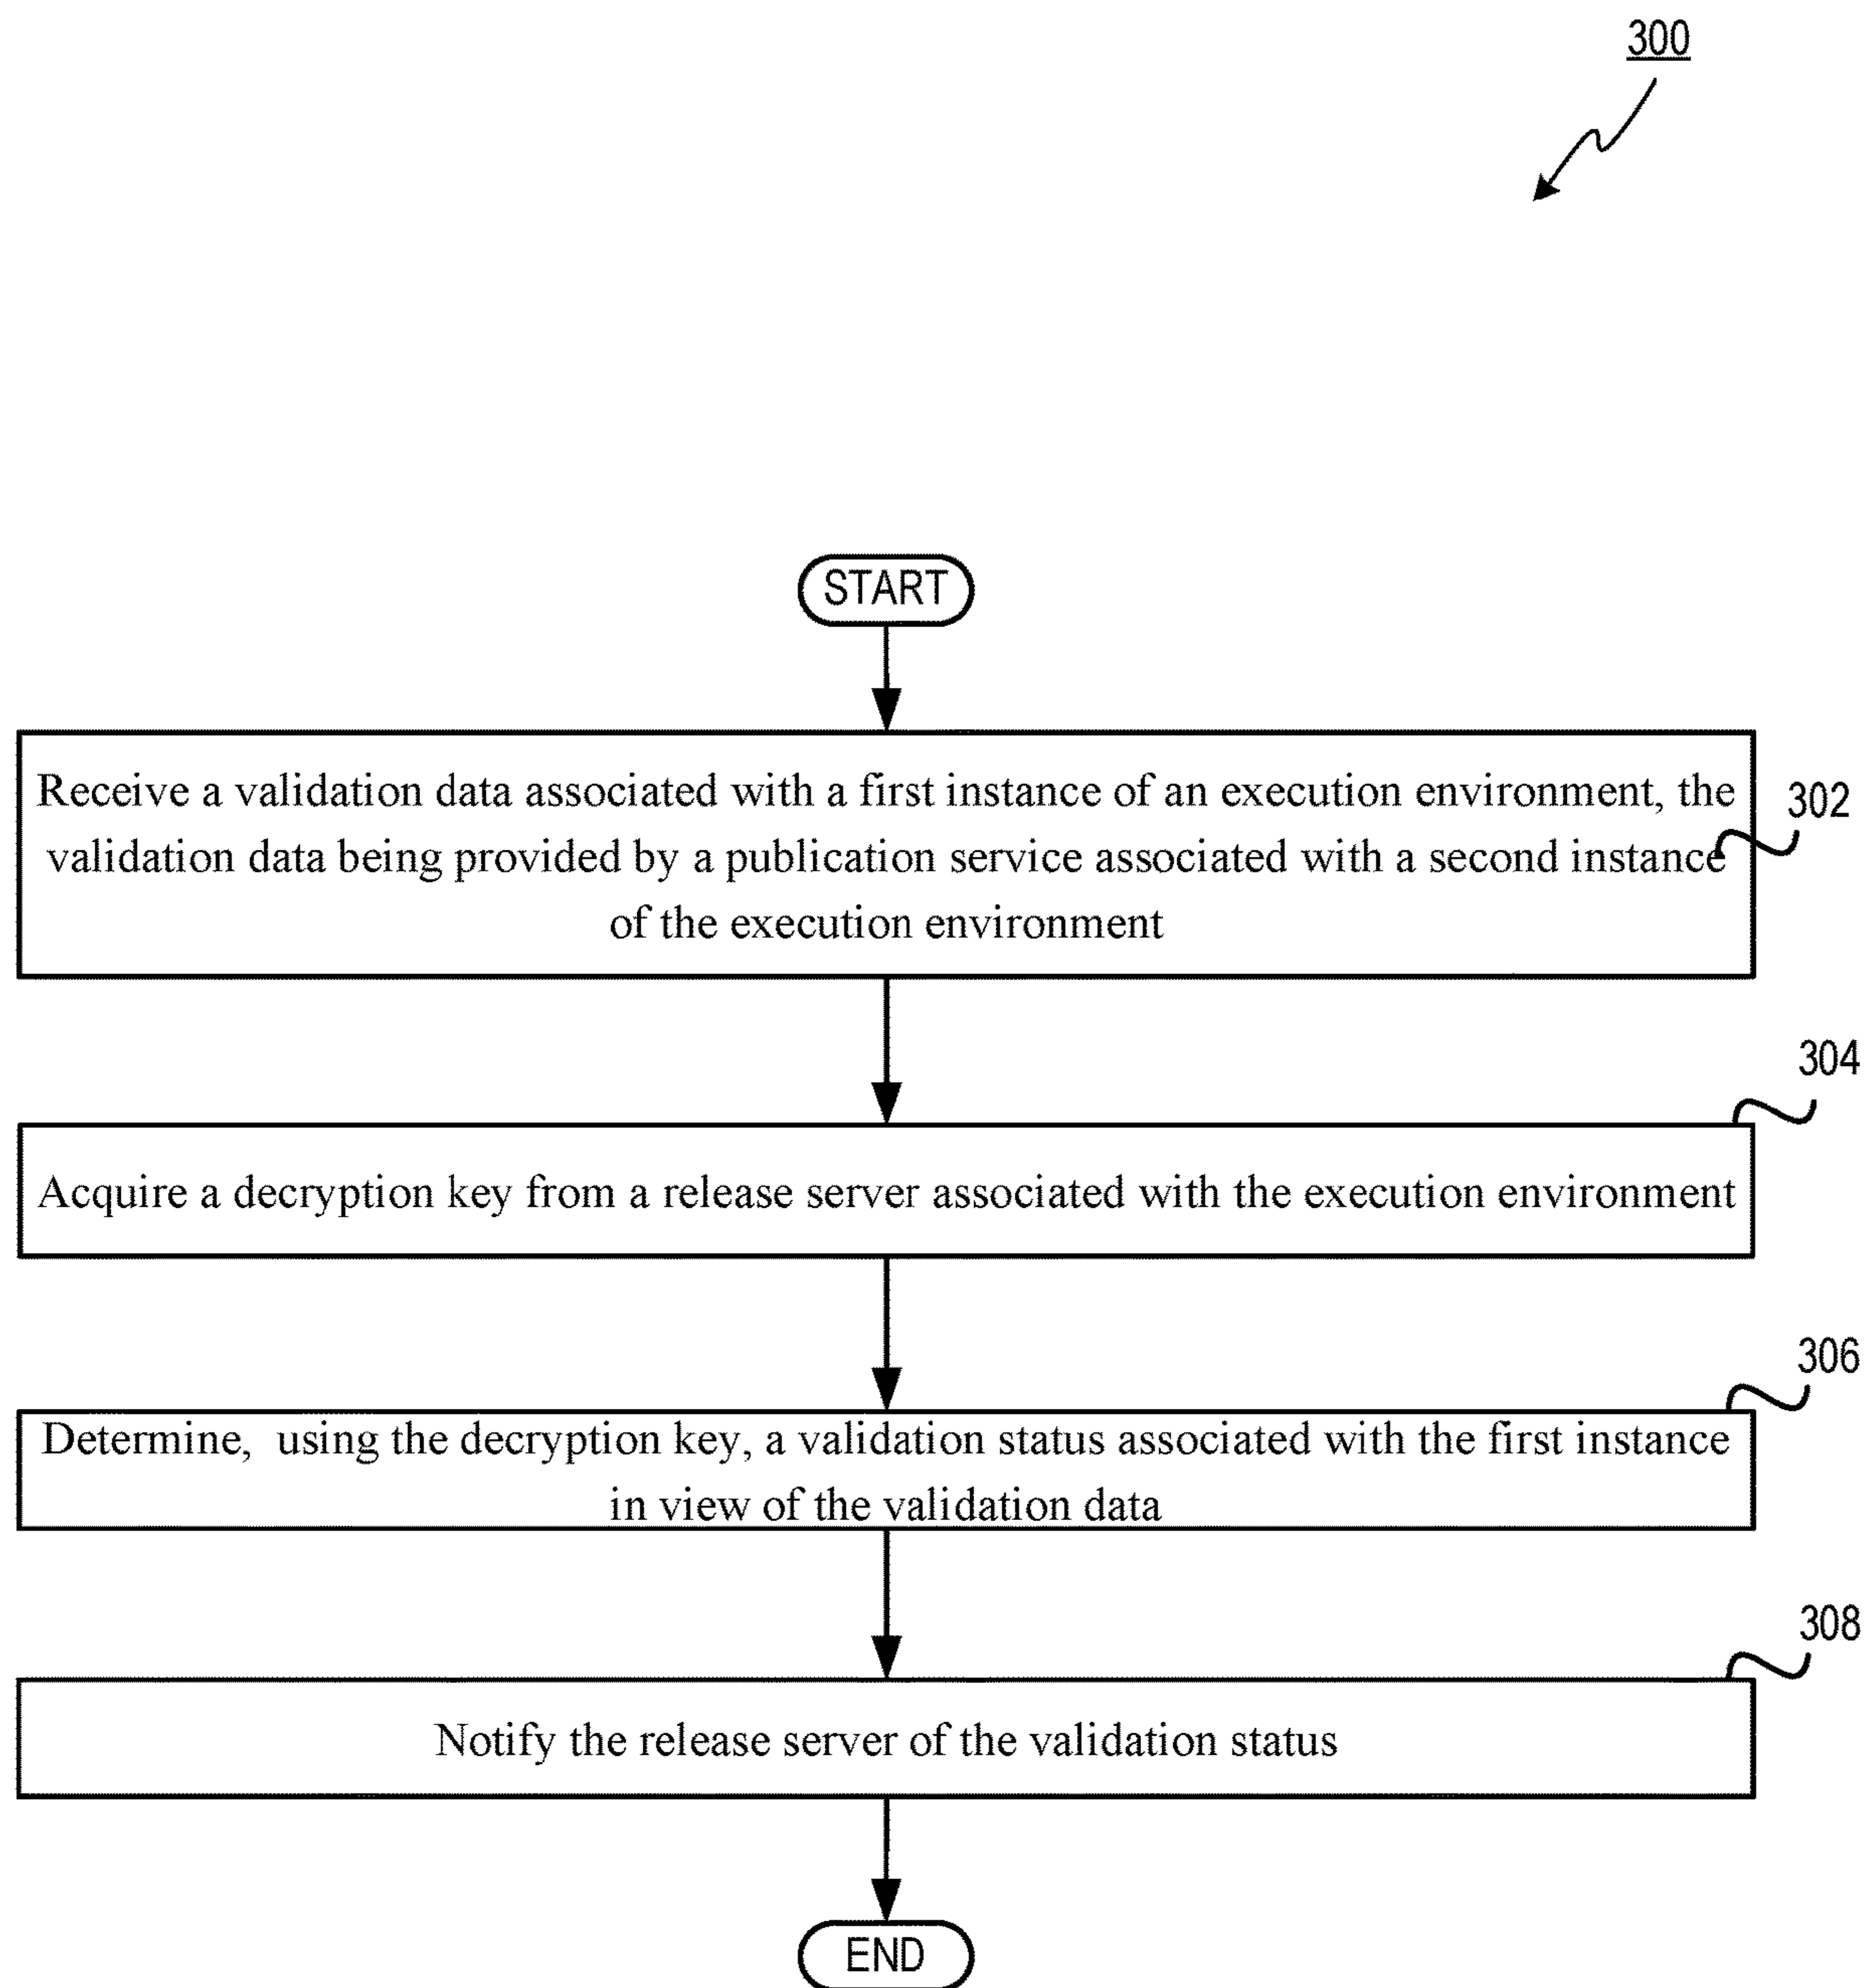 300
START
Receive a validation data associated with a first instance of an execution environment, the
validation data being provided by a publication service associated with a second instance
of the execution environment
302
304
Acquire a decryption key from a release server associated with the execution environment
306
Determine, using the decryption key, a validation status associated with the first instance
in view of the validation data
308
Notify the release server of the validation status
END